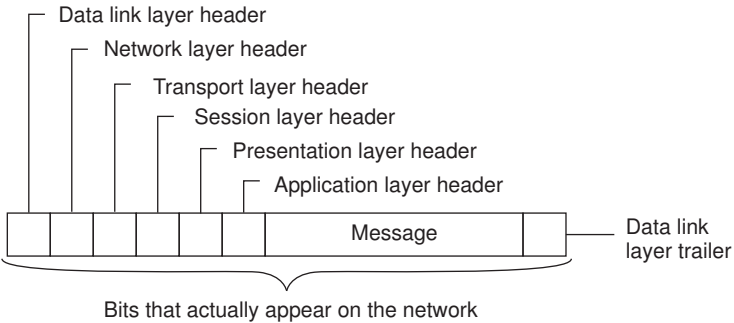 Data link layer header
Network layer header
Transport layer header
Session layer header
Presentation layer header
Application layer header
Message
Data link
layer trailer
Bits that actually appear on the network